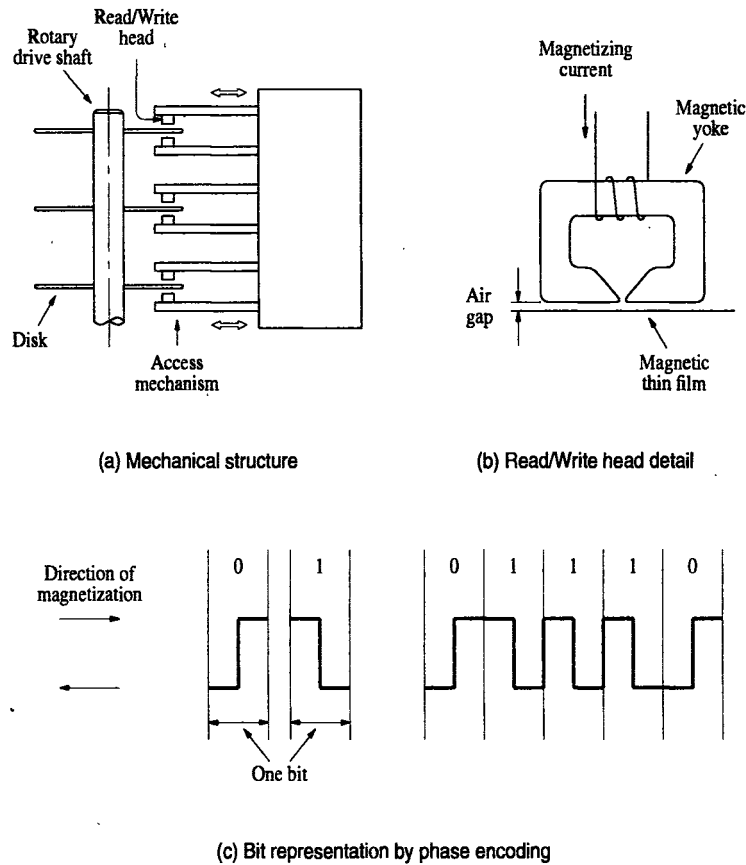 Read/Write
head
Rotary
drive shaft
Disk
Access
mechanism
(a) Mechanical structure
Magnetizing
current
Magnetic
yoke
Air
gap
Magnetic
thin film
(b) Read/Write head detail
Direction of
magnetization
0 1
One bit
0 1 1 1 0
(c) Bit representation by phase encoding